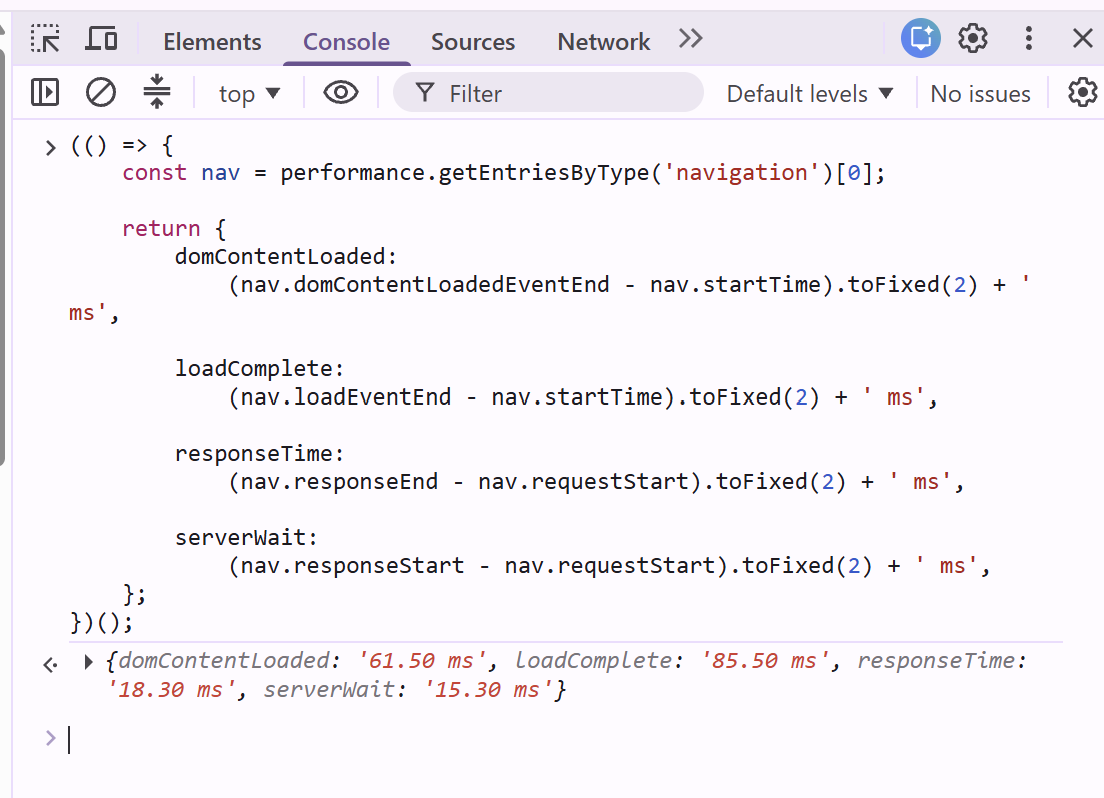 Elements Console Sources Network
top Filter Default levels No issues
(() => {
    const nav = performance.getEntriesByType('navigation')[0];
    return {
        domContentLoaded:
            (nav.domContentLoadedEventEnd - nav.startTime).toFixed(2) + '
ms',
        loadComplete:
            (nav.loadEventEnd - nav.startTime).toFixed(2) + ' ms',
        responseTime:
            (nav.responseEnd - nav.requestStart).toFixed(2) + ' ms',
        serverWait:
            (nav.responseStart - nav.requestStart).toFixed(2) + ' ms',
    };
})();
{domContentLoaded: '61.50 ms', loadComplete: '85.50 ms', responseTime:
'18.30 ms', serverWait: '15.30 ms'}